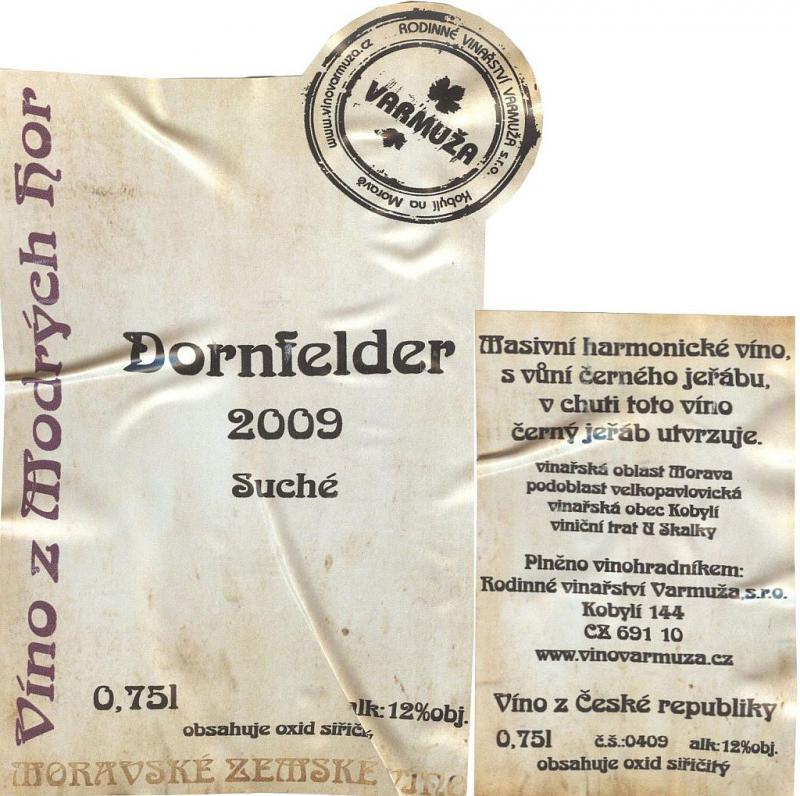 www.vinovarmuza.cz
RODINNÉ VINAŘSTVÍ VARMUŽA s.r.o.
VARMUŽA
Kobylí na Moravě
Víno z Modrých hor
Dornfelder
2009
Suché
0,75l
alk:12%obj.
obsahuje oxid siřičitý
MORAVSKÉ ZEMSKÉ VÍNO
Masivní harmonické víno,
s vůní černého jeřábu,
v chuti toto víno
černý jeřáb utvrzuje.
vinařská oblast Morava
podoblast velkopavlovická
vinařská obec Kobylí
viniční trať U Skalky
Plněno vinohradníkem:
Rodinné vinařství Varmuža,s.r.o.
Kobylí 144
CZ 691 10
www.vinovarmuza.cz
Víno z České republiky
0,75l č.š.:0409 alk:12%obj.
obsahuje oxid siřičitý